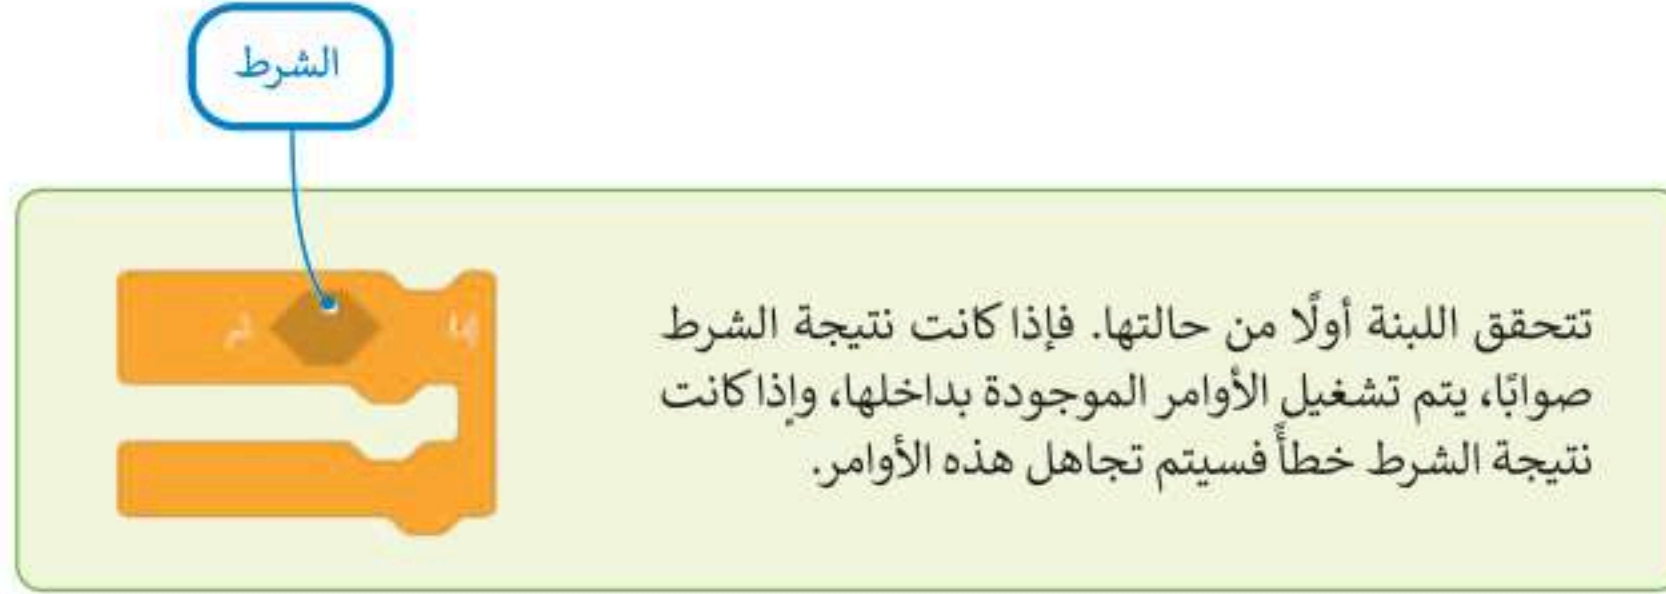 الشرط
إذا
ثم
تتحقق اللبنة أولًا من حالتها. فإذا كانت نتيجة الشرط
صوابًا، يتم تشغيل الأوامر الموجودة بداخلها، وإذا كانت
نتيجة الشرط خطأً فسيتم تجاهل هذه الأوامر.